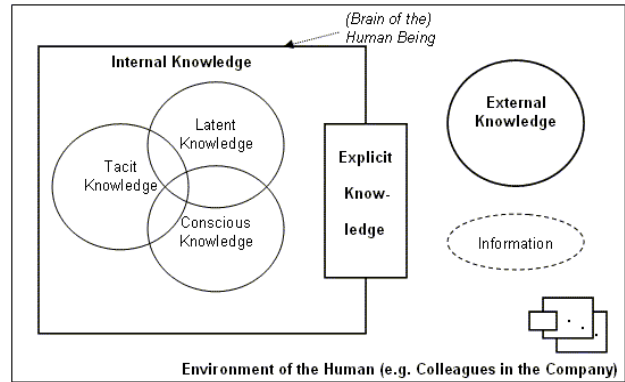 (Brain of the)
Human Being
Internal Knowledge
Latent
Knowledge
Tacit
Knowledge
Conscious
Knowledge
Explicit
Know-
ledge
External
Knowledge
Information
Environment of the Human (e.g. Colleagues in the Company)